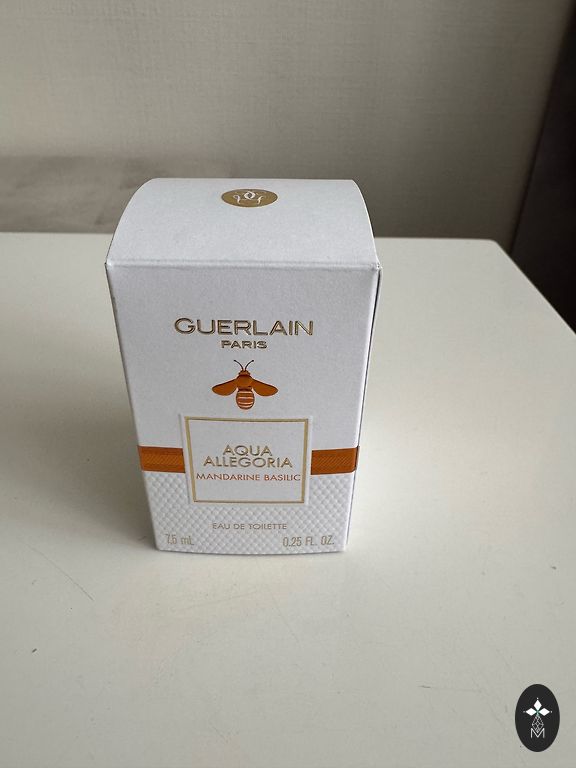 GUERLAIN
PARIS
AQUA
ALLEGORIA
MANDARINE BASILIC
EAU DE TOILETTE
7.5 mL 0.25 FL. OZ.
M